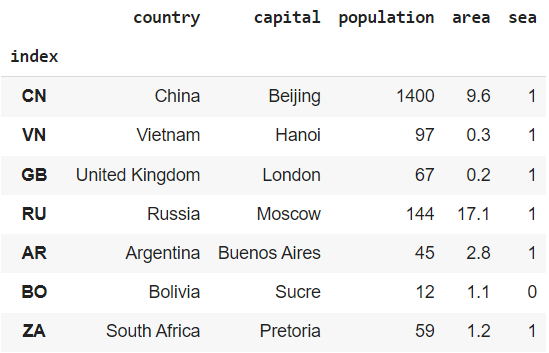 country capital population area sea
index
CN China Beijing 1400 9.6 1
VN Vietnam Hanoi 97 0.3 1
GB United Kingdom London 67 0.2 1
RU Russia Moscow 144 17.1 1
AR Argentina Buenos Aires 45 2.8 1
BO Bolivia Sucre 12 1.1 0
ZA South Africa Pretoria 59 1.2 1